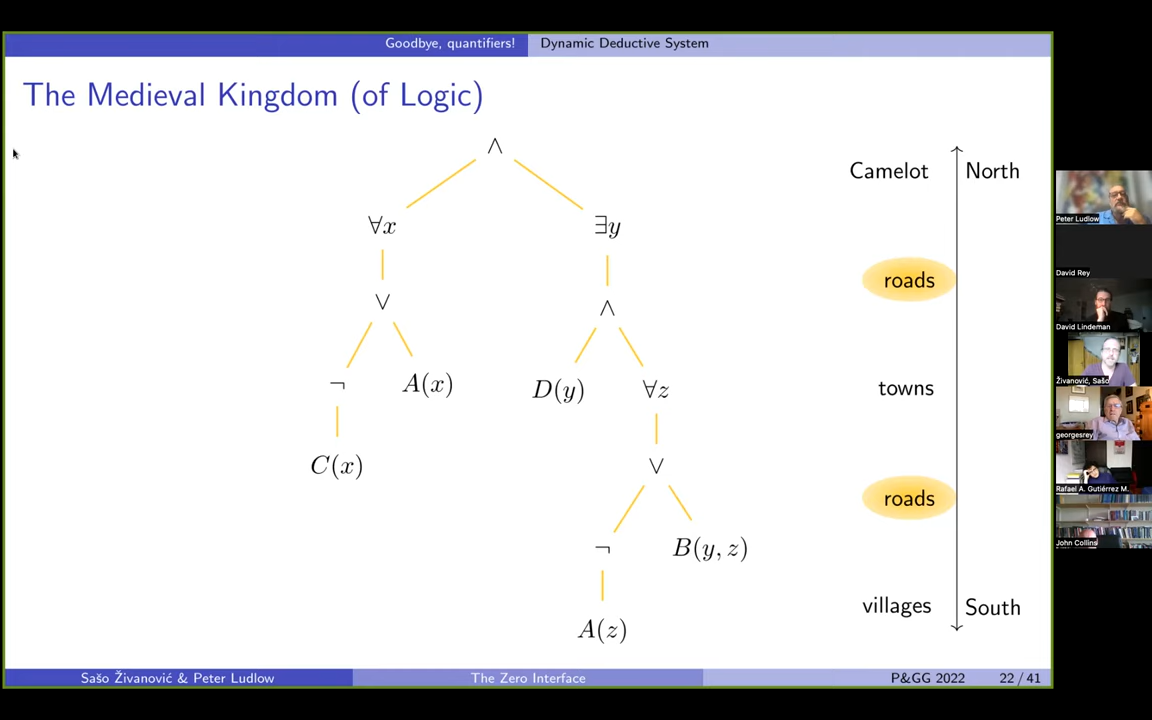 Goodbye, quantifiers! Dynamic Deductive System
The Medieval Kingdom (of Logic)
∧
Camelot North
∀x ∃y
roads
∨ ∧
¬ A(x) D(y) ∀z towns
C(x) ∨
roads
¬ B(y, z)
villages South
A(z)
Sašo Živanović & Peter Ludlow The Zero Interface P&GG 2022 22 / 41
Peter Ludlow
David Rey
David Lindeman
Živanović, Sašo
georgesrey
Rafael A. Gutiérrez M.
John Collins